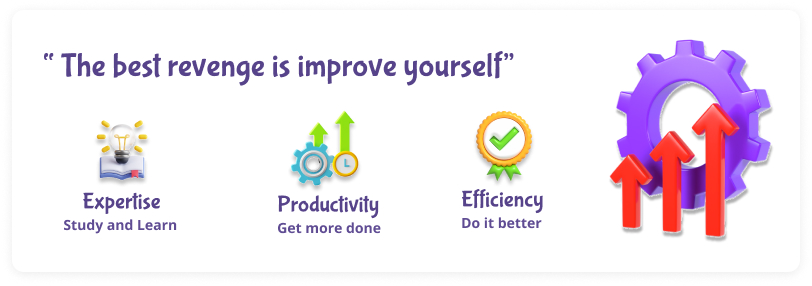 “ The best revenge is improve yourself”
Expertise
Study and Learn
Productivity
Get more done
Efficiency
Do it better